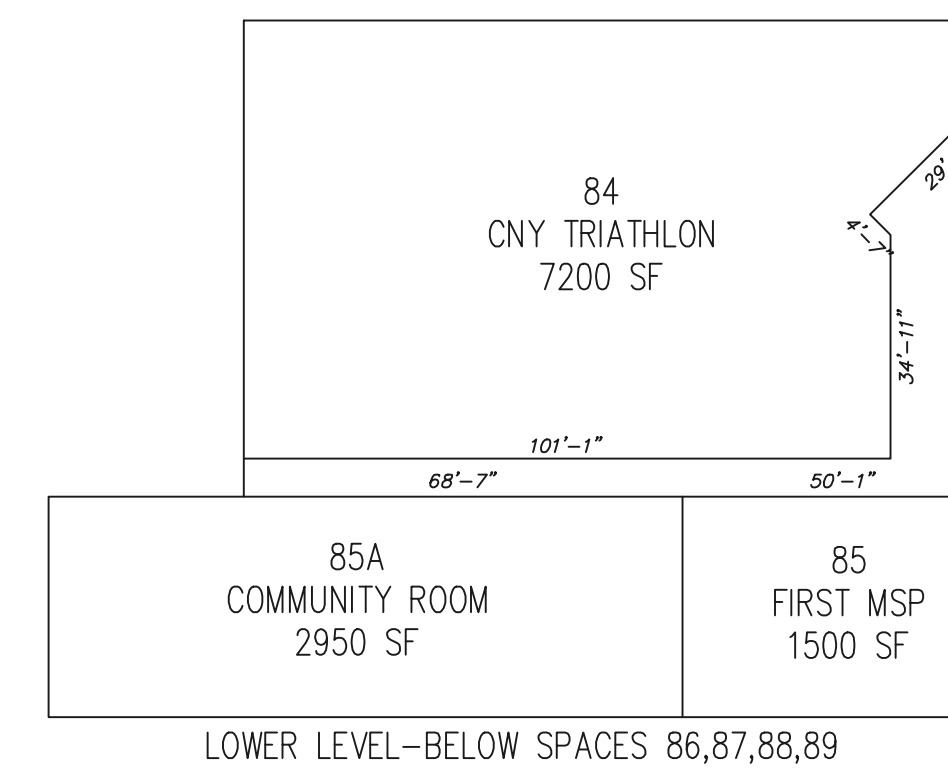 84
CNY TRIATHLON
7200 SF
29'
4'-7"
34'-11"
101'-1"
68'-7"
50'-1"
85A
COMMUNITY ROOM
2950 SF
85
FIRST MSP
1500 SF
LOWER LEVEL-BELOW SPACES 86,87,88,89